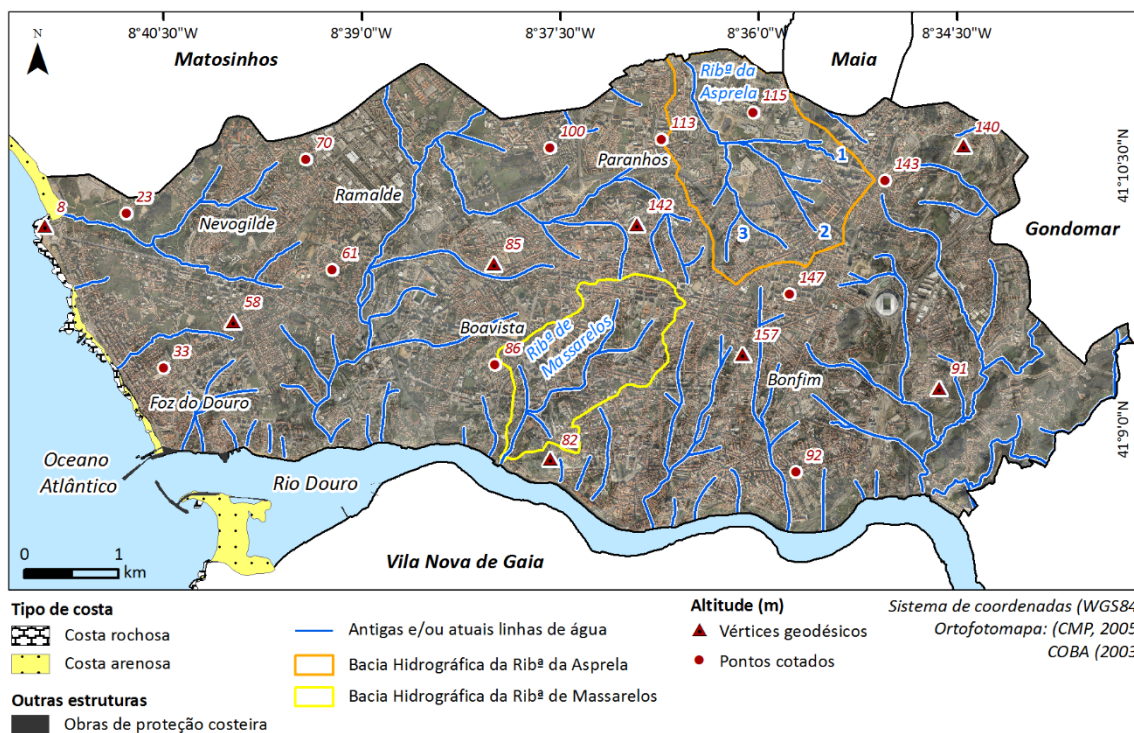 8°40'30"W
8°39'0"W
8°37'30"W
8°36'0"W
8°34'30"W
N
Matosinhos
Maia
Ribª da
Asprela
115
140
70
100
113
Paranhos
1
143
41°10'30"N
Ramalde
23
8
Nevogilde
142
3
2
Gondomar
85
61
147
58
Boavista
86
Ribª de
Massarelos
157
33
Bonfim
91
Foz do Douro
41°9'0"N
82
92
Oceano
Atlântico
Rio Douro
0 1
km
Vila Nova de Gaia
Tipo de costa
Costa rochosa
Costa arenosa
Outras estruturas
Obras de proteção costeira
Antigas e/ou atuais linhas de água
Bacia Hidrográfica da Ribª da Asprela
Bacia Hidrográfica da Ribª de Massarelos
Altitude (m)
Vértices geodésicos
Pontos cotados
Sistema de coordenadas (WGS84
Ortofotomapa: (CMP, 2005
COBA (2003